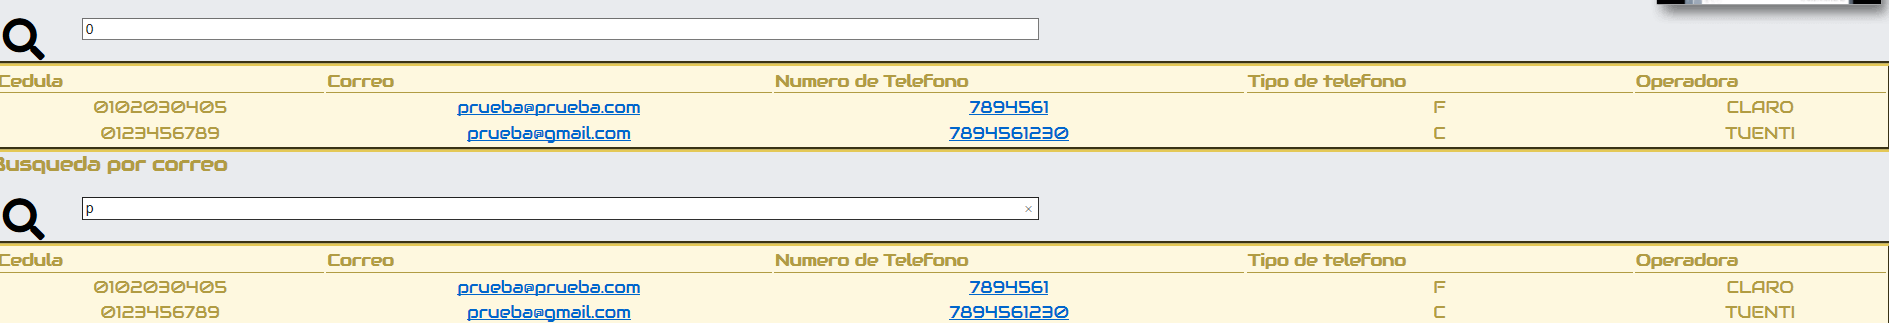 0
Cedula Correo Numero de Telefono Tipo de telefono Operadora
0102030405 prueba@prueba.com 7894561 F CLARO
0123456789 prueba@gmail.com 7894561230 C TUENTI
Busqueda por correo
p ×
Cedula Correo Numero de Telefono Tipo de telefono Operadora
0102030405 prueba@prueba.com 7894561 F CLARO
0123456789 prueba@gmail.com 7894561230 C TUENTI